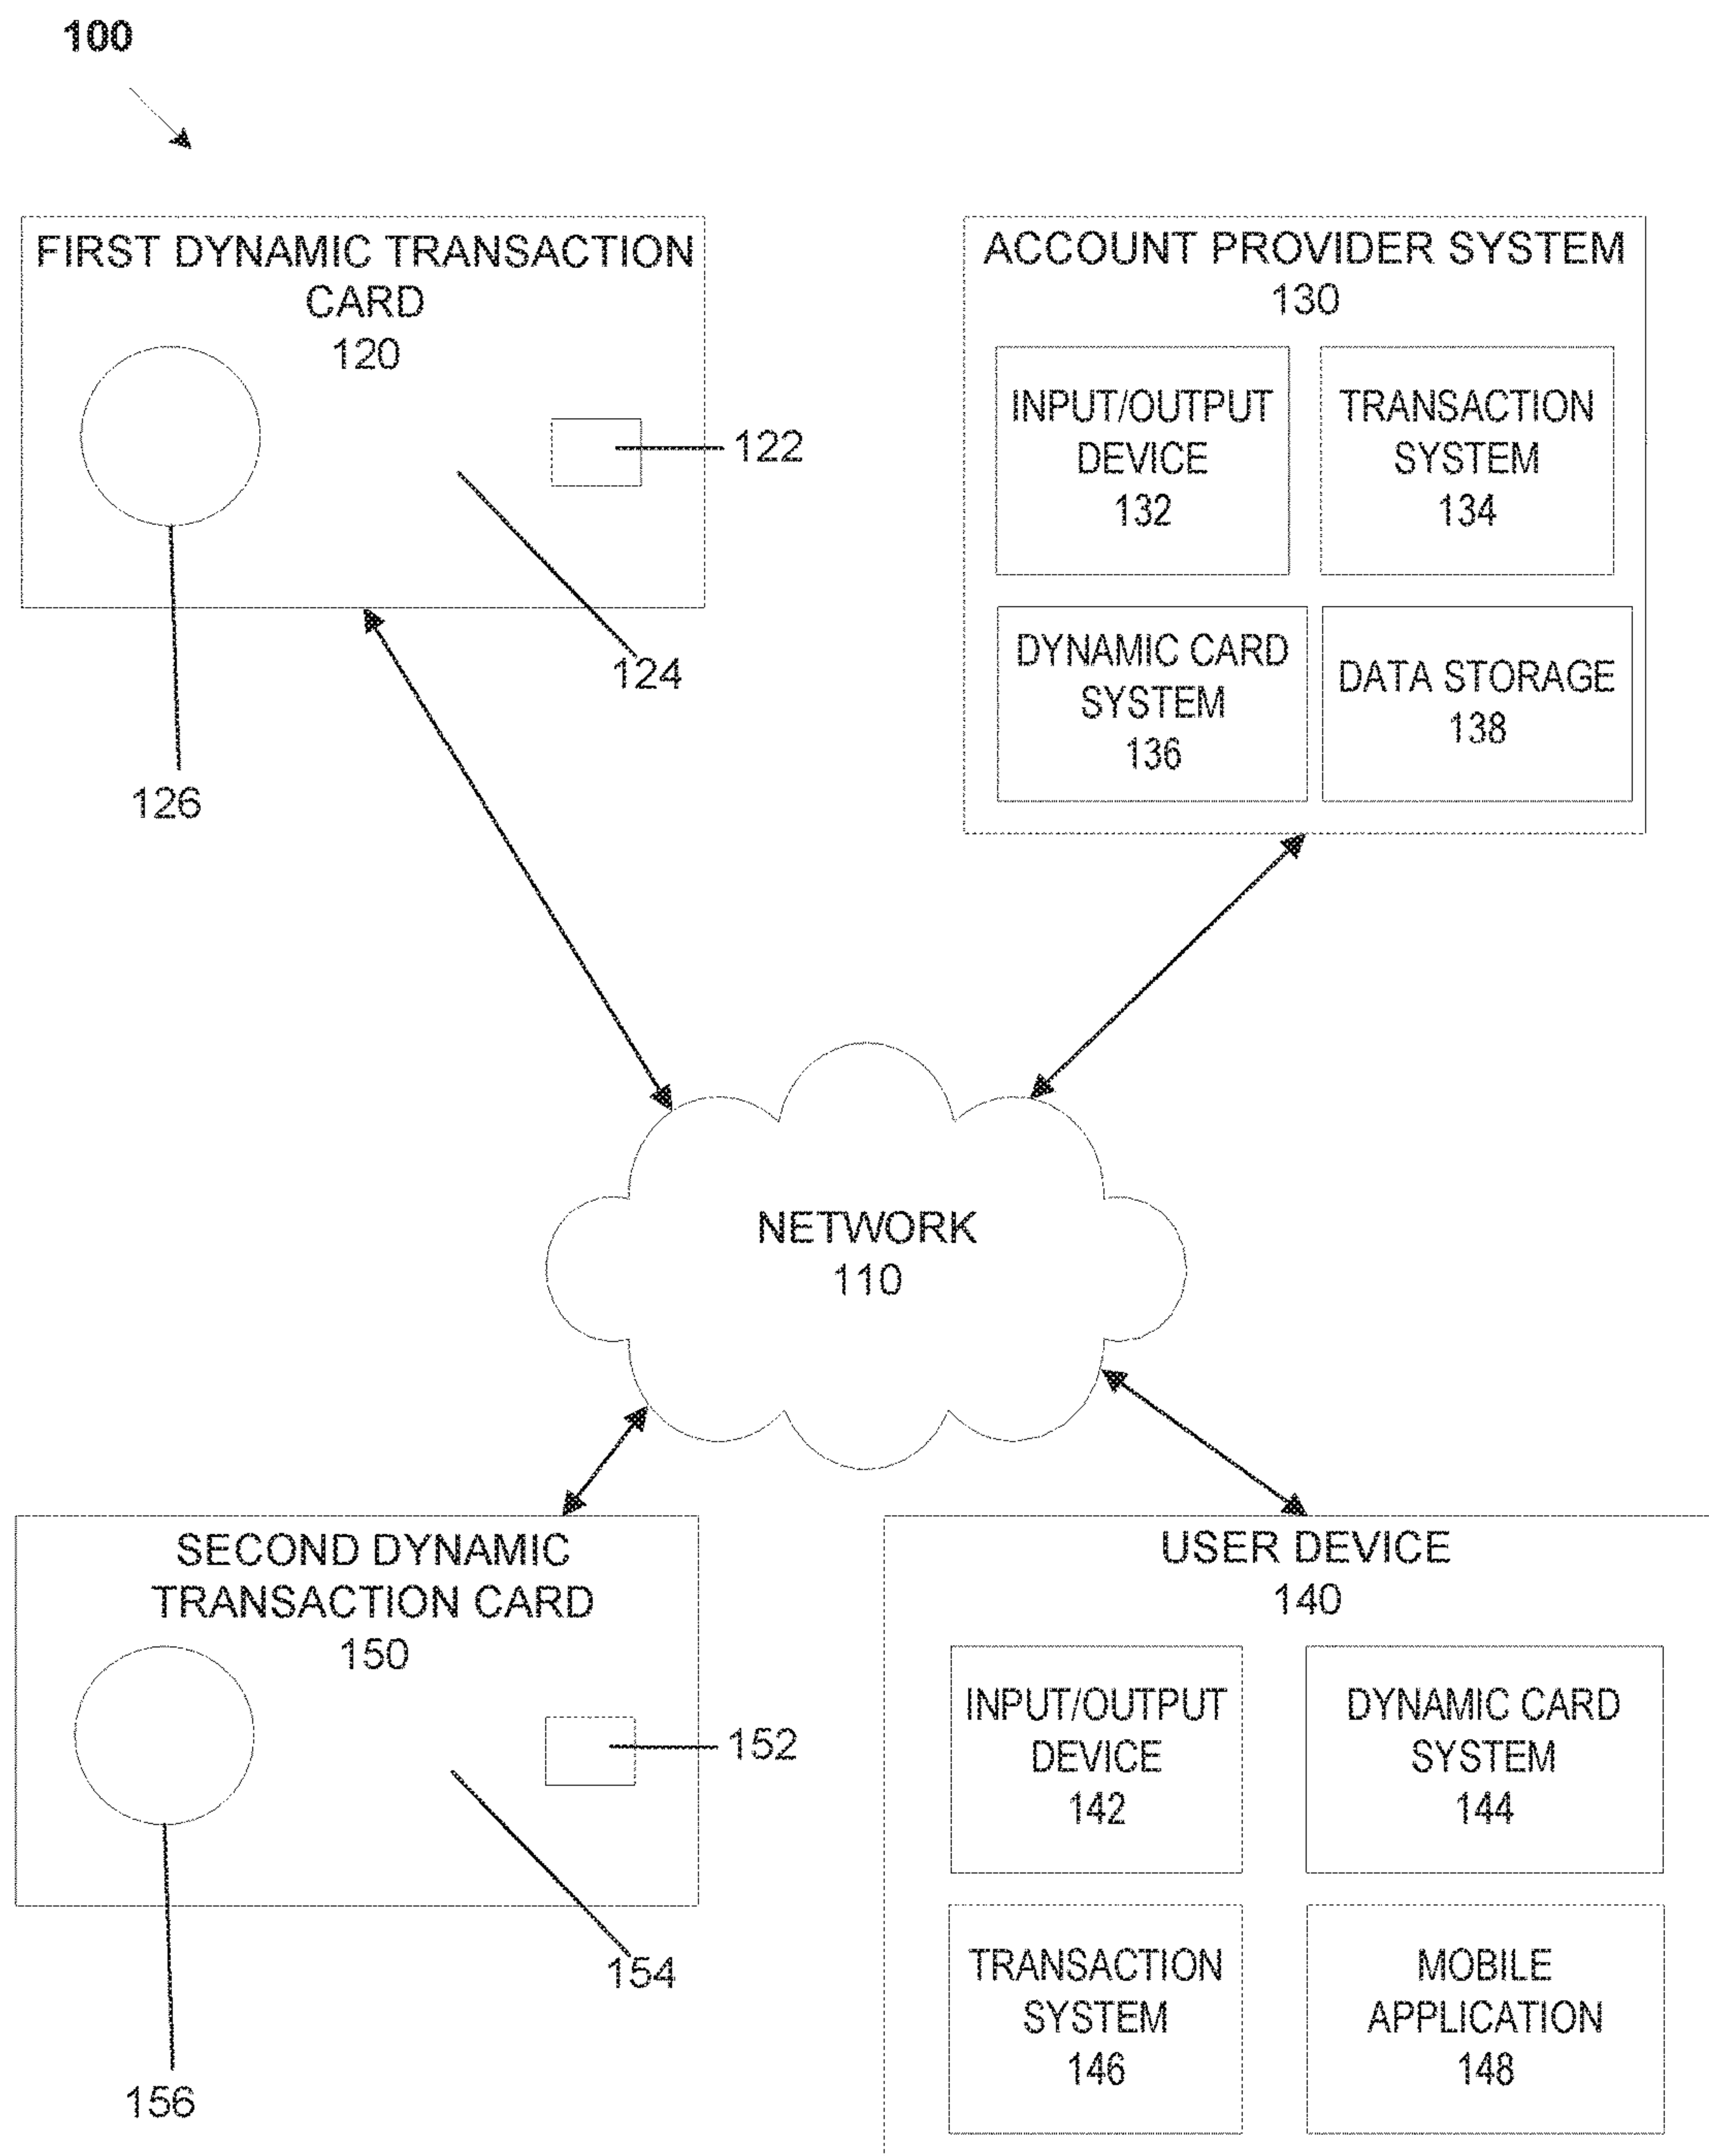 100
FIRST DYNAMIC TRANSACTION
CARD
120
122
124
126
ACCOUNT PROVIDER SYSTEM
130
INPUT/OUTPUT
DEVICE
132
TRANSACTION
SYSTEM
134
DYNAMIC CARD
SYSTEM
136
DATA STORAGE
138
NETWORK
110
SECOND DYNAMIC
TRANSACTION CARD
150
152
154
156
USER DEVICE
140
INPUT/OUTPUT
DEVICE
142
DYNAMIC CARD
SYSTEM
144
TRANSACTION
SYSTEM
146
MOBILE
APPLICATION
148